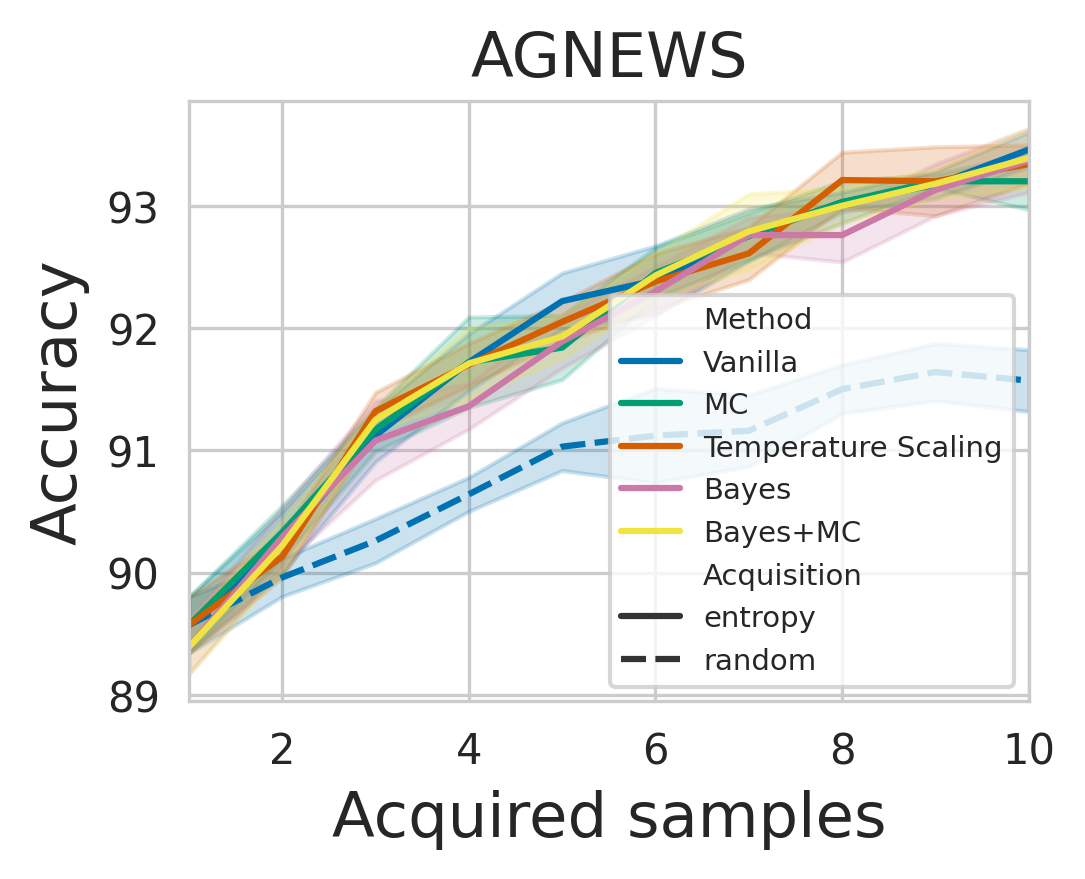 AGNEWS
Accuracy
93
92
91
90
89
Method
Vanilla
MC
Temperature Scaling
Bayes
Bayes+MC
Acquisition
entropy
random
2
4
6
8
10
Acquired samples